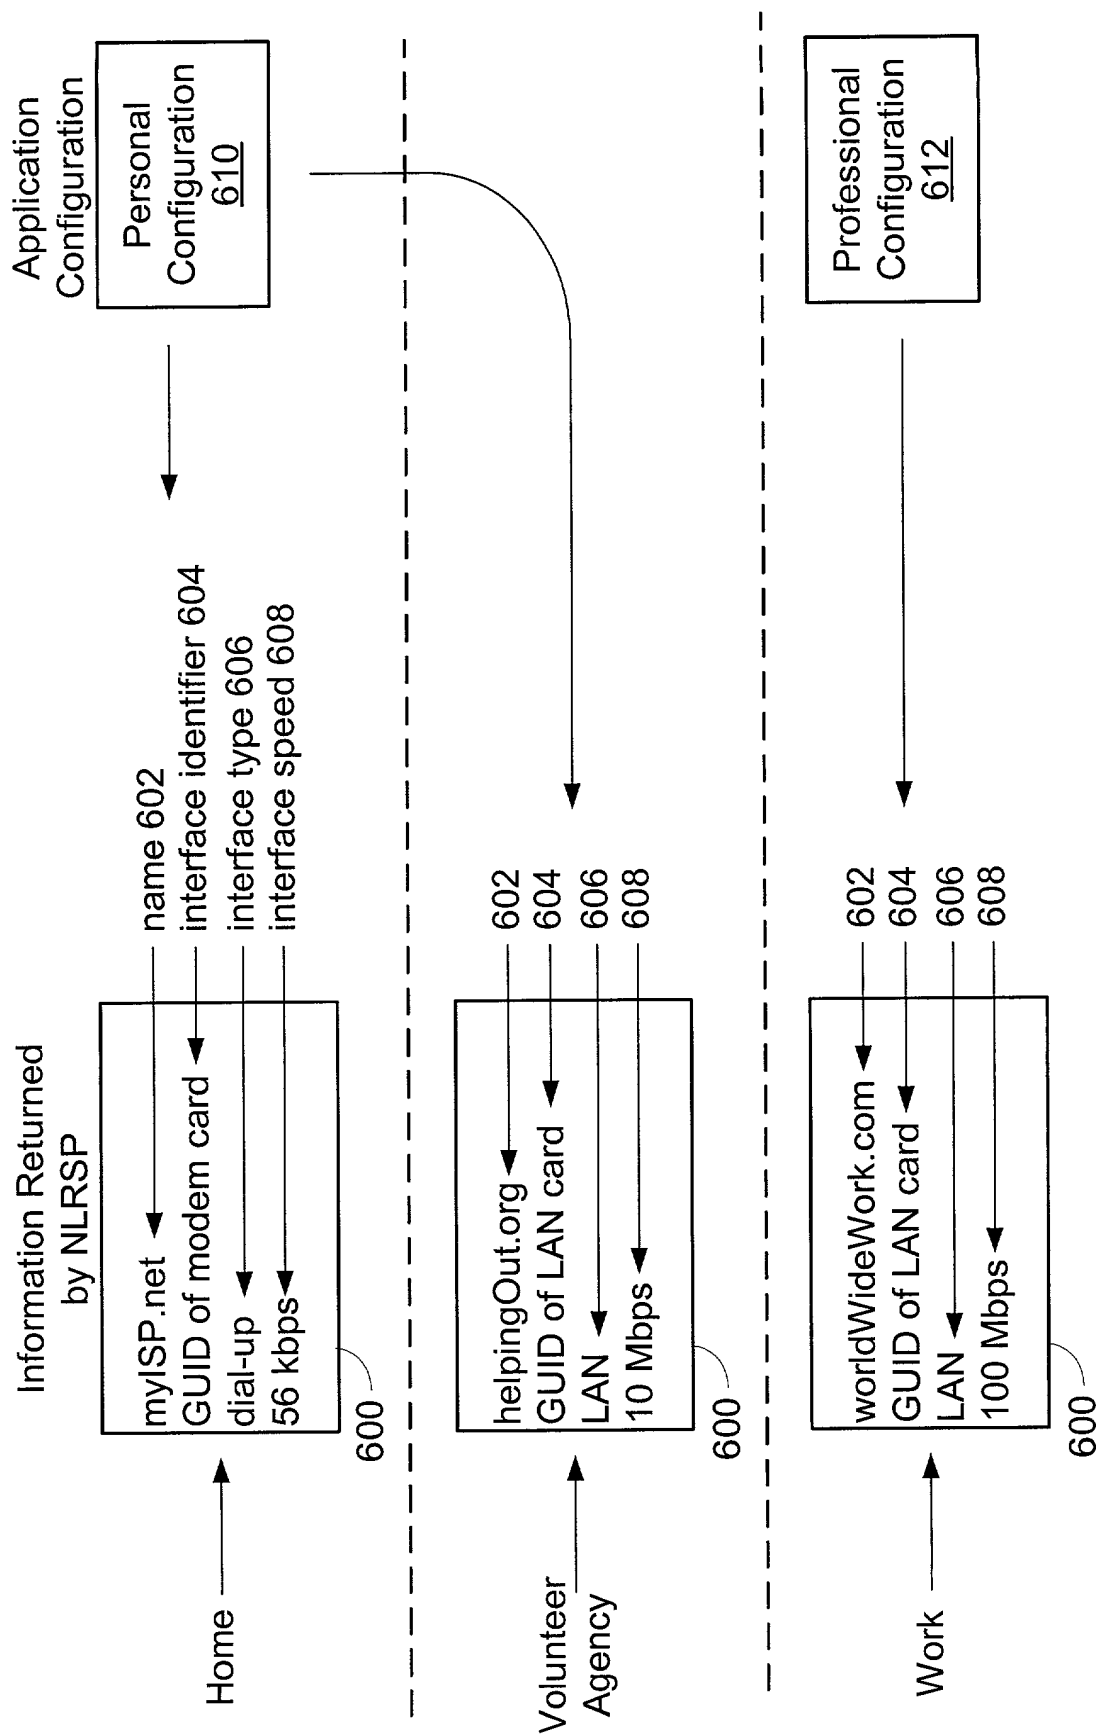 Information Returned
by NLRSP
Application
Configuration
Home
myISP.net
GUID of modem card
dial-up
56 kbps
600
name 602
interface identifier 604
interface type 606
interface speed 608
Personal
Configuration
610
Volunteer
Agency
helpingOut.org
GUID of LAN card
LAN
10 Mbps
600
602
604
606
608
Work
worldWideWork.com
GUID of LAN card
LAN
100 Mbps
600
602
604
606
608
Professional
Configuration
612